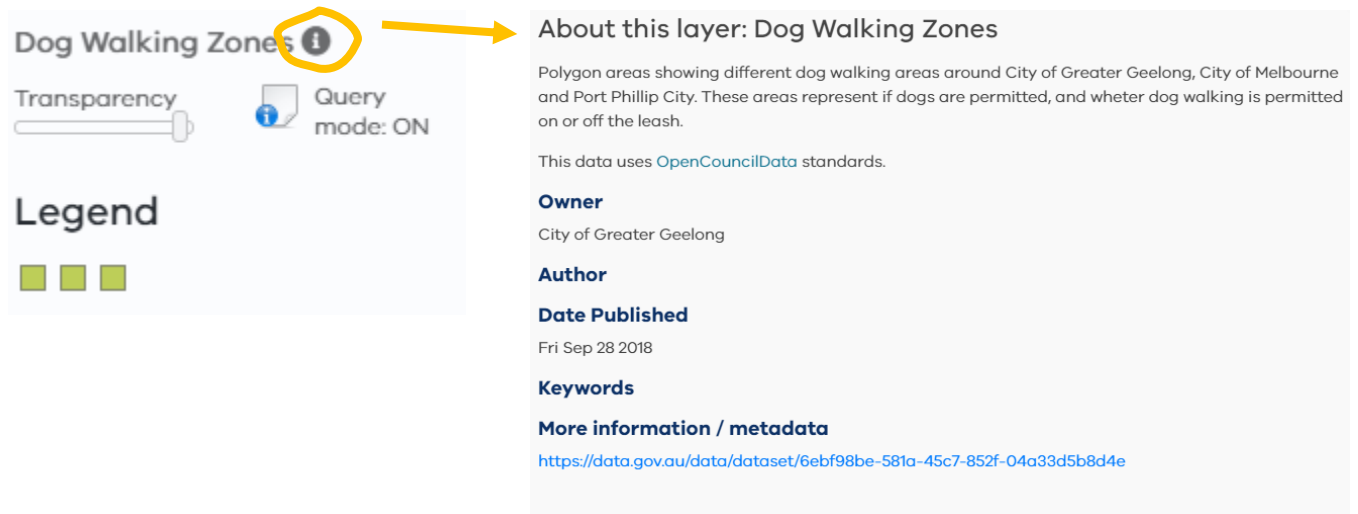 Dog Walking Zones
Transparency
Query
mode: ON
Legend
About this layer: Dog Walking Zones
Polygon areas showing different dog walking areas around City of Greater Geelong, City of Melbourne
and Port Phillip City. These areas represent if dogs are permitted, and wheter dog walking is permitted
on or off the leash.
This data uses OpenCouncilData standards.
Owner
City of Greater Geelong
Author
Date Published
Fri Sep 28 2018
Keywords
More information / metadata
https://data.gov.au/data/dataset/6ebf98be-581a-45c7-852f-04a33d5b8d4e